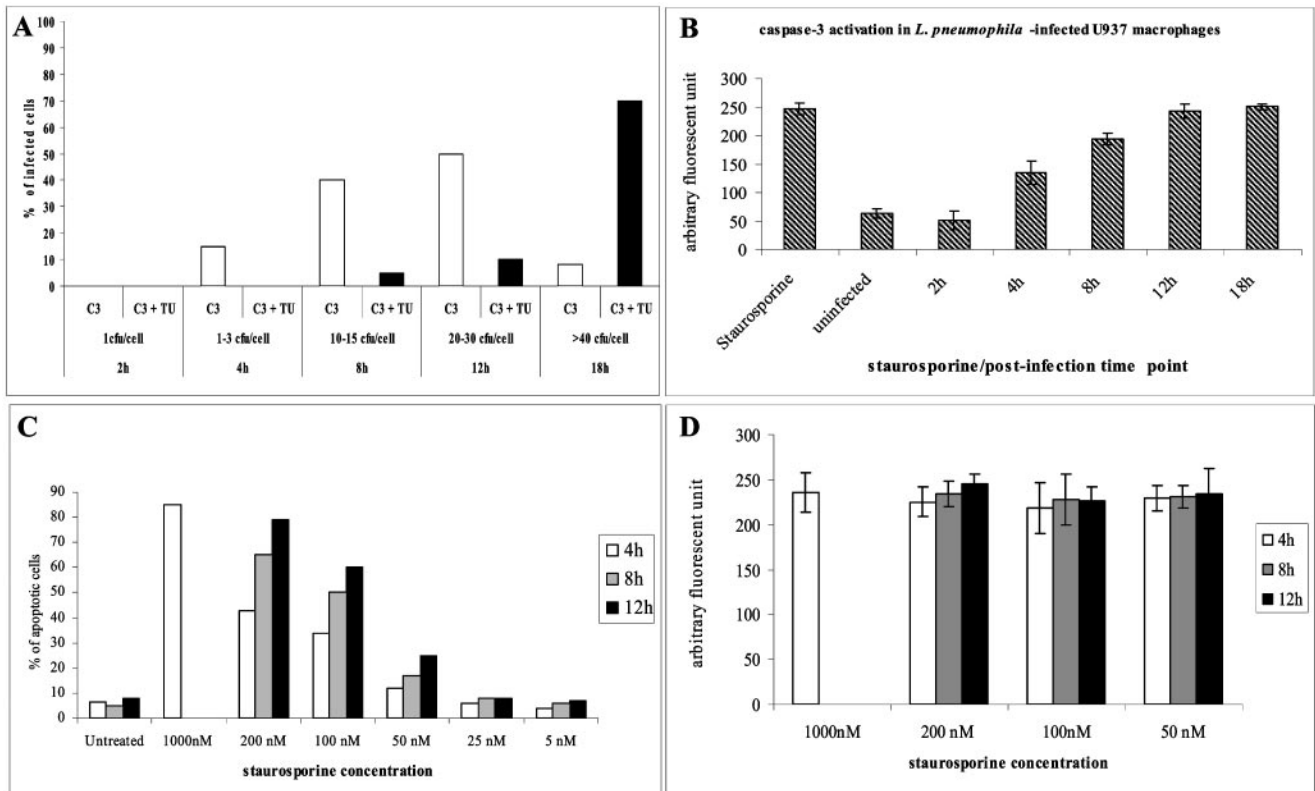 A
% of infected cells
100
90
80
70
60
50
40
30
20
10
0
C3 C3 + TU C3 C3 + TU C3 C3 + TU C3 C3 + TU C3 C3 + TU
1cfu/cell 1-3 cfu/cell 10-15 cfu/cell 20-30 cfu/cell >40 cfu/cell
2h 4h 8h 12h 18h
B
caspase-3 activation in L. pneumophila -infected U937 macrophages
arbitrary fluorescent unit
300
250
200
150
100
50
0
Staurosporine uninfected 2h 4h 8h 12h 18h
staurosporine/post-infection time point
C
% of apoptotic cells
90
80
70
60
50
40
30
20
10
0
Untreated 1000nM 200 nM 100 nM 50 nM 25 nM 5 nM
staurosporine concentration
4h
8h
12h
D
arbitrary fluorescent unit
300
250
200
150
100
50
0
1000nM 200 nM 100nM 50 nM
staurosporine concentration
4h
8h
12h